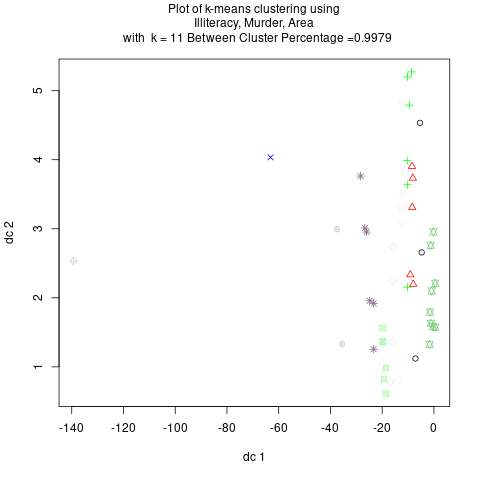 Plot of k-means clustering using
Illiteracy, Murder, Area
with  k = 11 Between Cluster Percentage =0.9979
5
4
3
2
1
dc 2
-140 -120 -100 -80 -60 -40 -20 0
dc 1